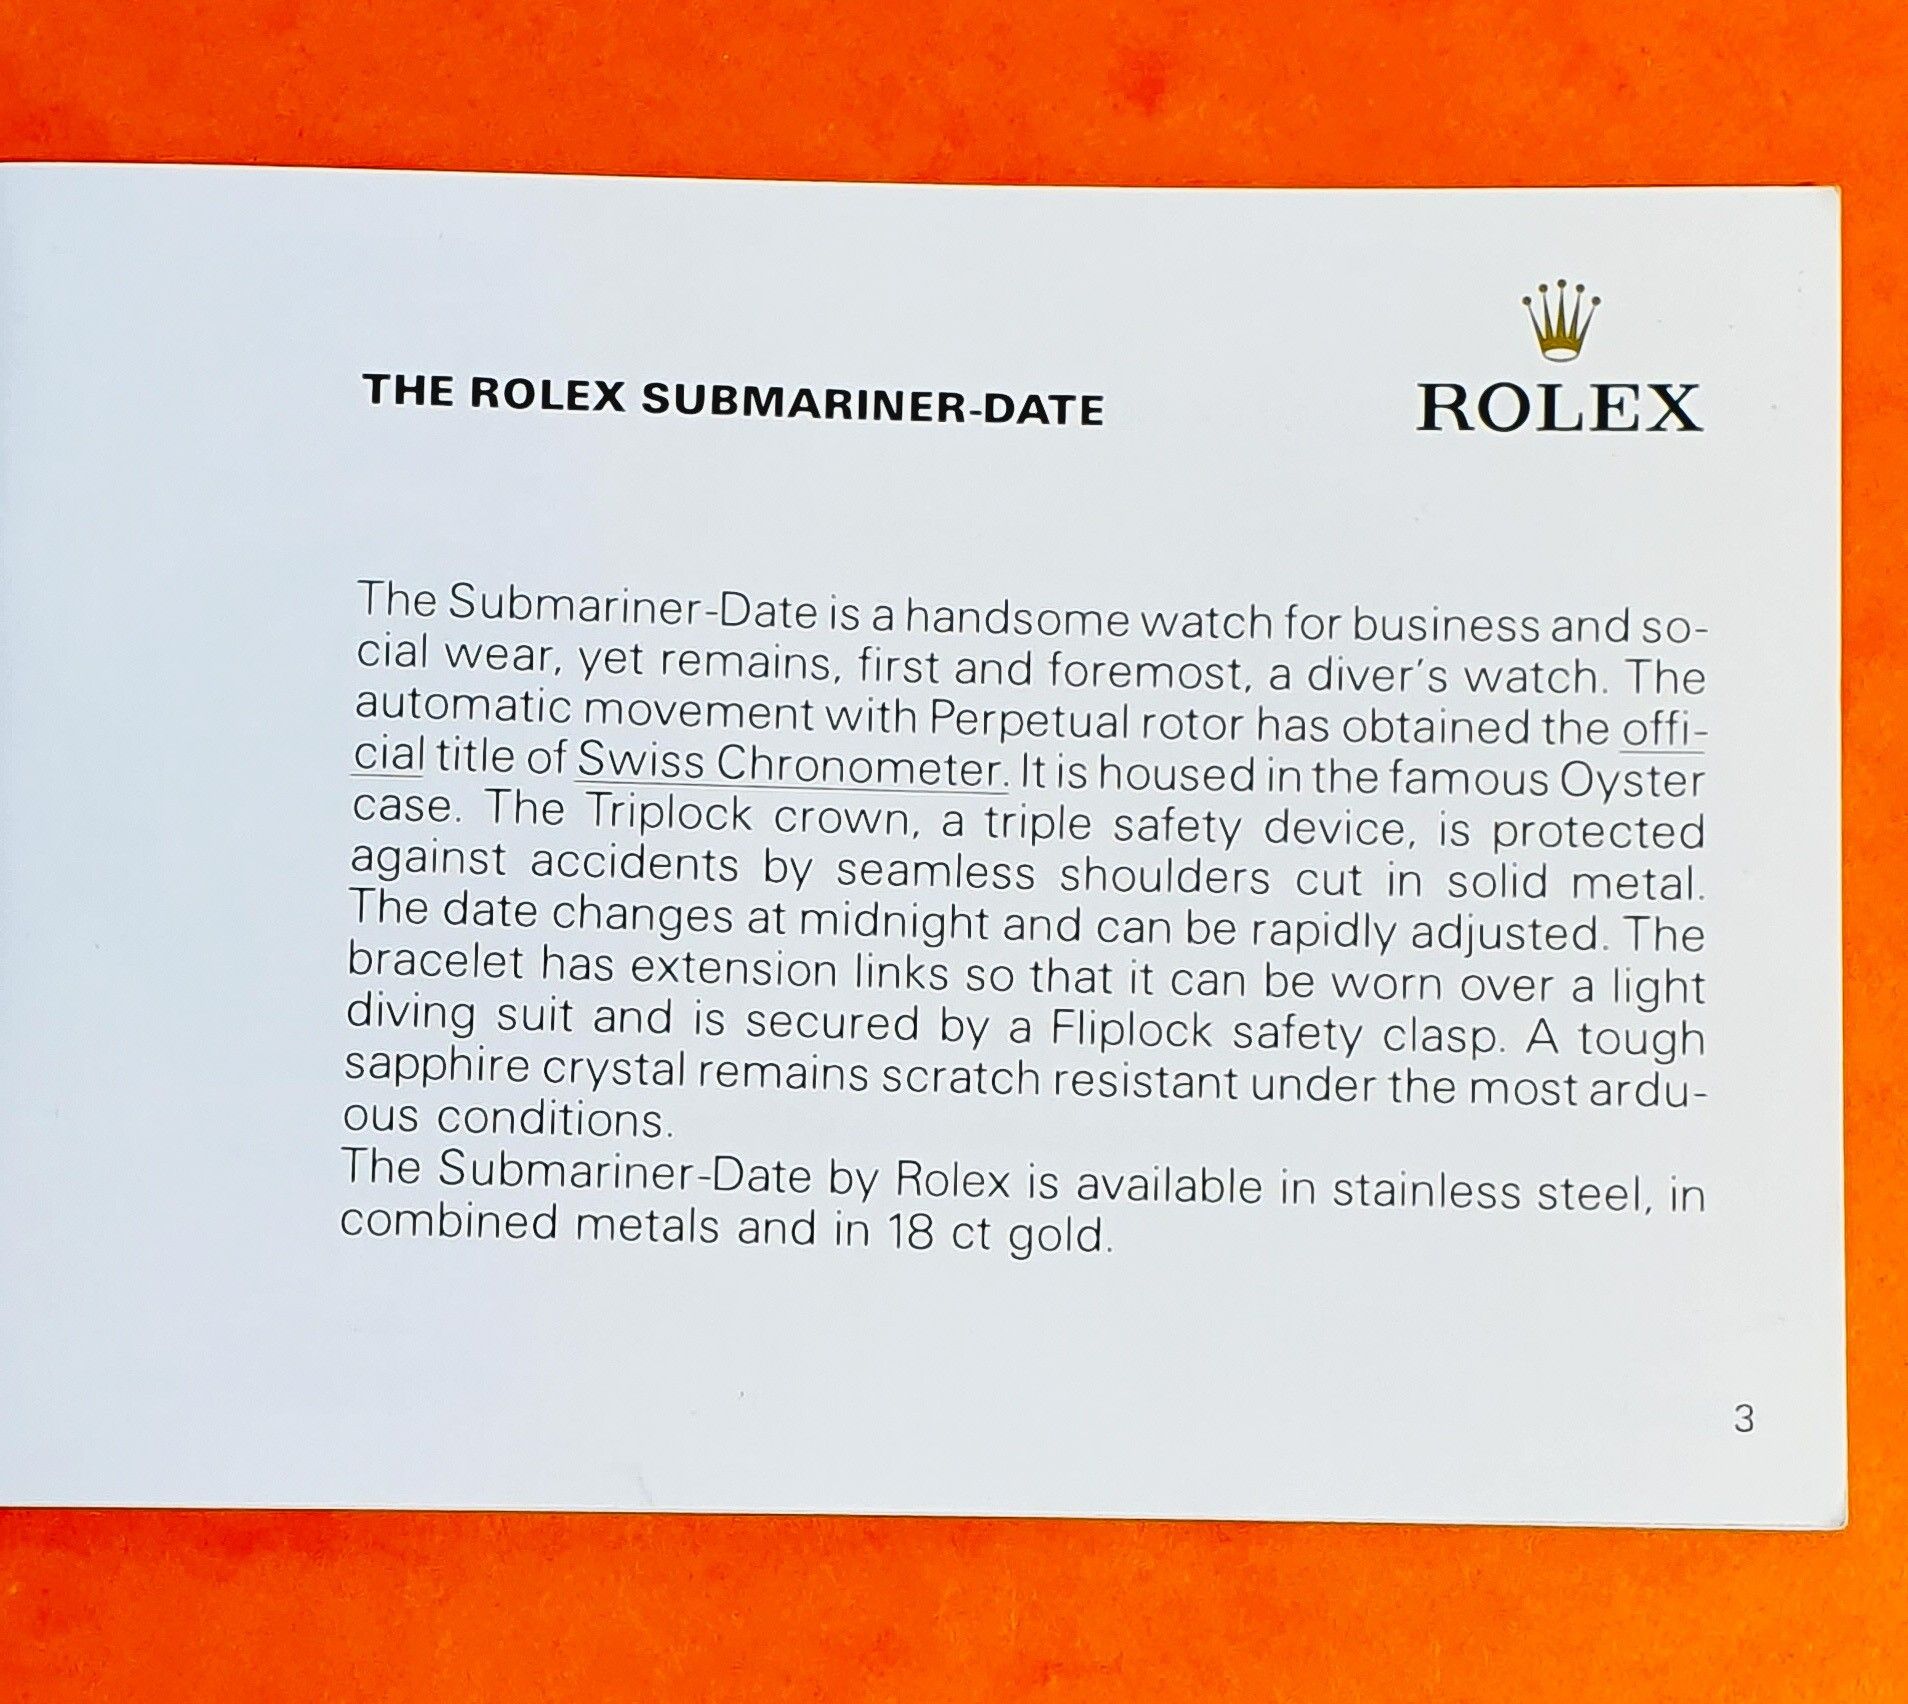 THE ROLEX SUBMARINER-DATE
ROLEX
The Submariner-Date is a handsome watch for business and so-
cial wear, yet remains, first and foremost, a diver's watch. The
automatic movement with Perpetual rotor has obtained the offi-
cial title of Swiss Chronometer. It is housed in the famous Oyster
case. The Triplock crown, a triple safety device, is protected
against accidents by seamless shoulders cut in solid metal.
The date changes at midnight and can be rapidly adjusted. The
bracelet has extension links so that it can be worn over a light
diving suit and is secured by a Fliplock safety clasp. A tough
sapphire crystal remains scratch resistant under the most ardu-
ous conditions.
The Submariner-Date by Rolex is available in stainless steel, in
combined metals and in 18 ct gold.
3